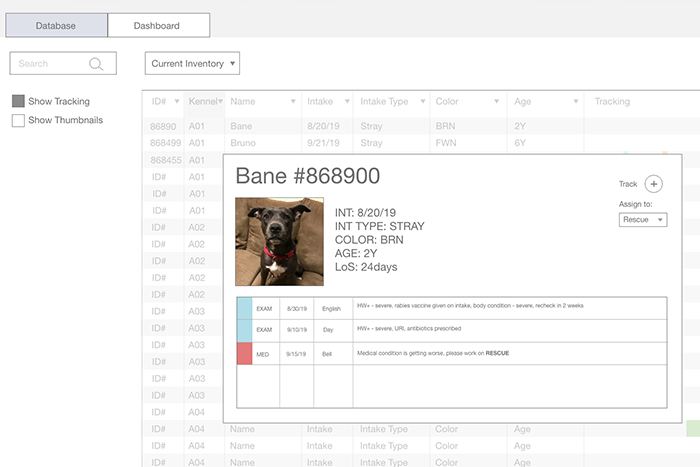 Database Dashboard
Search Current Inventory
Show Tracking
Show Thumbnails
ID# Kennel Name Intake Intake Type Color Age Tracking
86890 A01 Bane 8/20/19 Stray BRN 2Y
868499 A01 Bruno 9/21/19 Stray FWN 6Y
868455 A01
ID# A01
ID# A01
ID# A01
ID# A02
ID# A02
ID# A02
ID# A02
ID# A02
ID# A03
ID# A03
ID# A03
ID# A03
ID# A03
ID# A03
ID# A04
ID# A04 Name Intake Intake Type Color Age
ID# A04 Name Intake Intake Type Color Age
ID# A04 Name Intake Intake Type Color Age
Bane #868900
Track +
Assign to:
Rescue
INT: 8/20/19
INT TYPE: STRAY
COLOR: BRN
AGE: 2Y
LoS: 24days
EXAM 8/30/19 English HW+ - severe, rabies vaccine given on intake, body condition - severe, recheck in 2 weeks
EXAM 9/10/19 Day HW+ - severe, URI, antibiotics prescribed
MED 9/15/19 Bell Medical condition is getting worse, please work on RESCUE